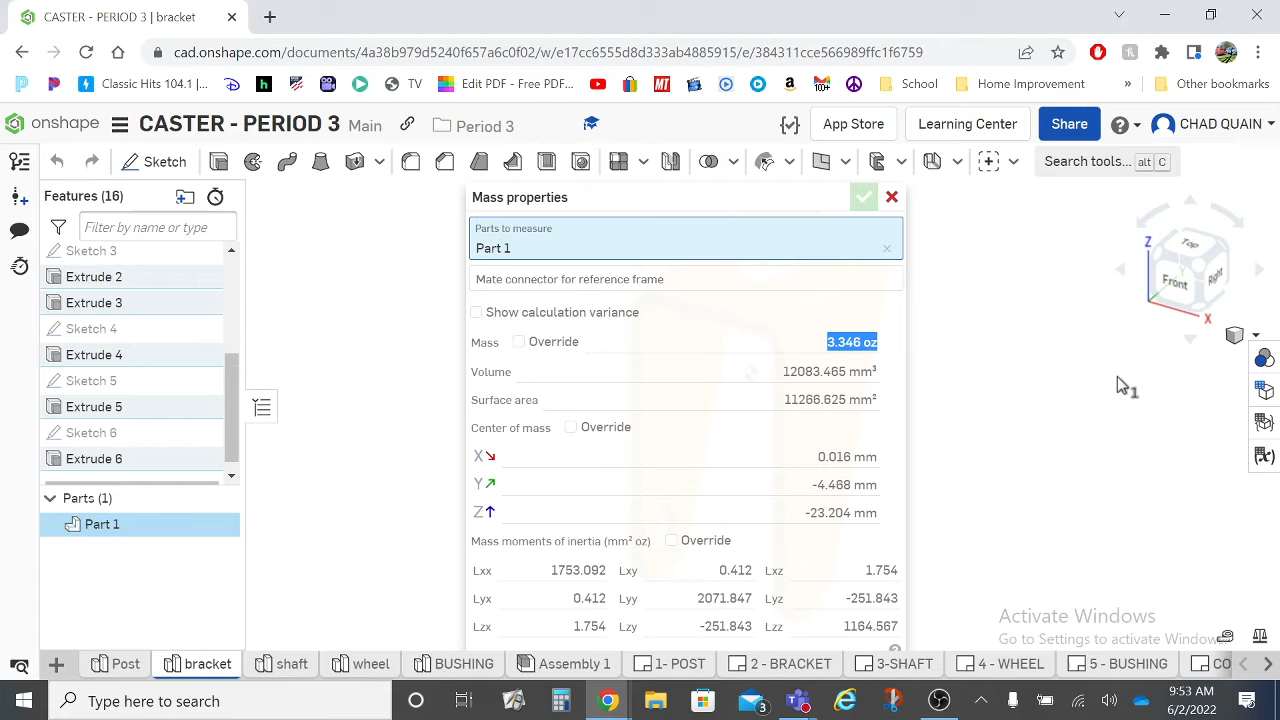 CASTER - PERIOD 3 | bracket
cad.onshape.com/documents/4a38b979d5240f657a6c0f02/w/e17cc6555d8d333ab4885915/e/384311cce566989ffc1f6759
Classic Hits 104.1 |...
TV
Edit PDF - Free PDF...
School
Home Improvement
»
Other bookmarks
onshape
CASTER - PERIOD 3
Main
Period 3
App Store
Learning Center
Share
CHAD QUAIN
Sketch
Search tools... alt C
Features (16)
Filter by name or type
Sketch 3
Extrude 2
Extrude 3
Sketch 4
Extrude 4
Sketch 5
Extrude 5
Sketch 6
Extrude 6
Parts (1)
Part 1
Mass properties
Parts to measure
Part 1
Mate connector for reference frame
Show calculation variance
Mass Override 3.346 oz
Volume 12083.465 mm³
Surface area 11266.625 mm²
Center of mass Override
X 0.016 mm
Y -4.468 mm
Z -23.204 mm
Mass moments of inertia (mm² oz) Override
Lxx 1753.092 Lxy 0.412 Lxz 1.754
Lyx 0.412 Lyy 2071.847 Lyz -251.843
Lzx 1.754 Lzy -251.843 Lzz 1164.567
Z
Top
Y
Front
Right
X
1
Activate Windows
Go to Settings to activate Windows
Post
bracket
shaft
wheel
BUSHING
Assembly 1
1- POST
2 - BRACKET
3-SHAFT
4 - WHEEL
5 - BUSHING
CO
Type here to search
3
9:53 AM
6/2/2022